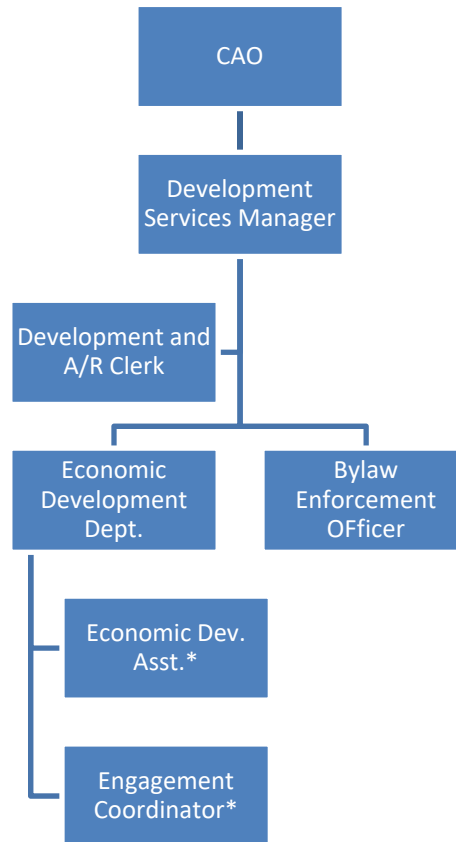 CAO
Development
Services Manager
Development and
A/R Clerk
Economic
Development
Dept.
Bylaw
Enforcement
OFficer
Economic Dev.
Asst.*
Engagement
Coordinator*